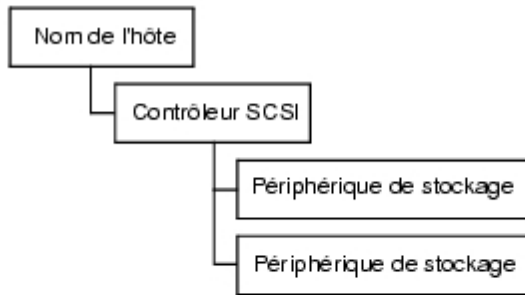 Nom de l'hôte
Contrôleur SCSI
Périphérique de stockage
Périphérique de stockage